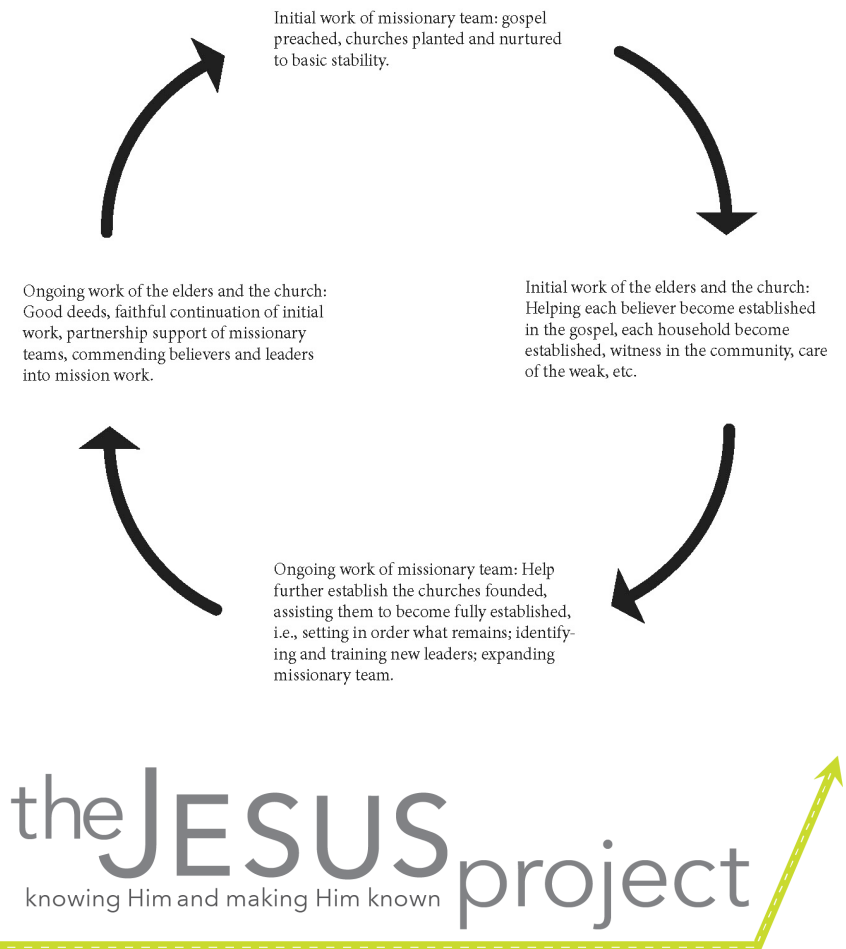 Initial work of missionary team: gospel
preached, churches planted and nurtured
to basic stability.
Initial work of the elders and the church:
Helping each believer become established
in the gospel, each household become
established, witness in the community, care
of the weak, etc.
Ongoing work of missionary team: Help
further establish the churches founded,
assisting them to become fully established,
i.e., setting in order what remains; identify-
ing and training new leaders; expanding
missionary team.
Ongoing work of the elders and the church:
Good deeds, faithful continuation of initial
work, partnership support of missionary
teams, commending believers and leaders
into mission work.
the JESUS project
knowing Him and making Him known